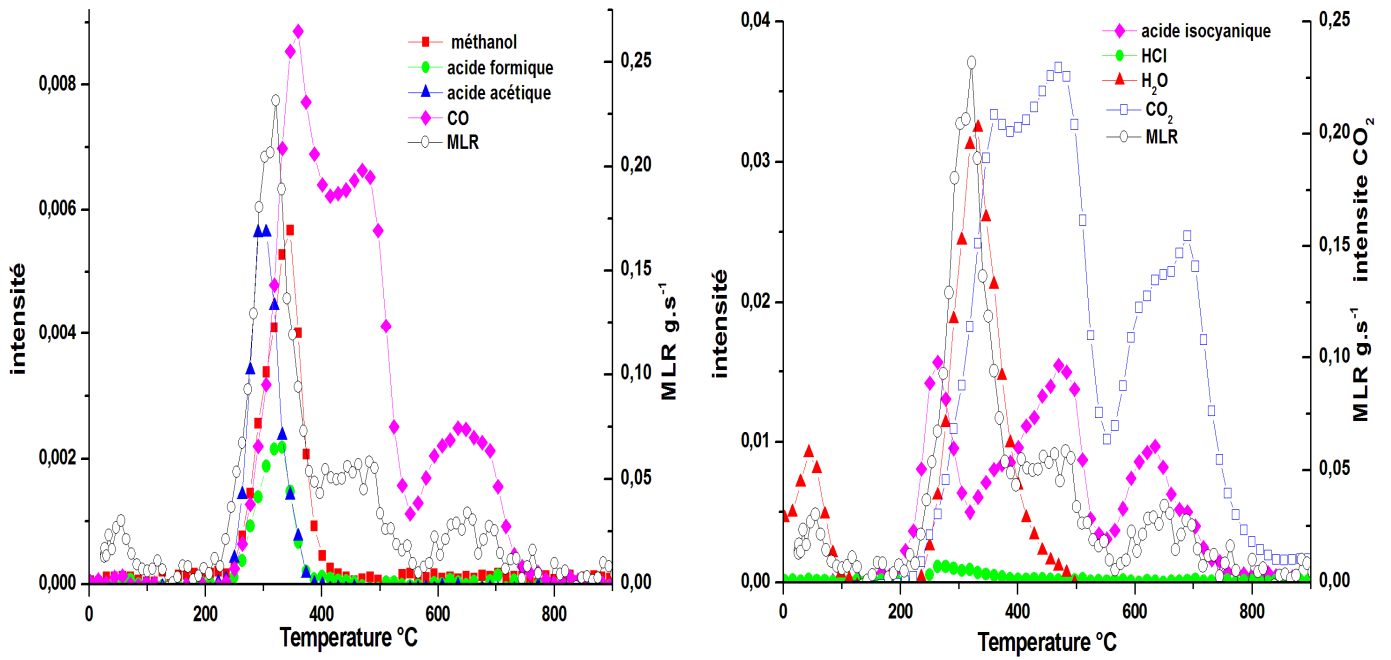 0,008
0,006
0,004
0,002
0,000
intensité
méthanol
acide formique
acide acétique
CO
MLR
0,25
0,20
0,15
0,10
0,05
0,00
MLR g.s⁻¹
0 200 400 600 800
Temperature °C
0,04
0,03
0,02
0,01
0,00
intensité
acide isocyanique
HCl
H₂O
CO₂
MLR
0,25
0,20
0,15
0,10
0,05
0,00
MLR g.s⁻¹ intensite CO₂
0 200 400 600 800
Temperature °C